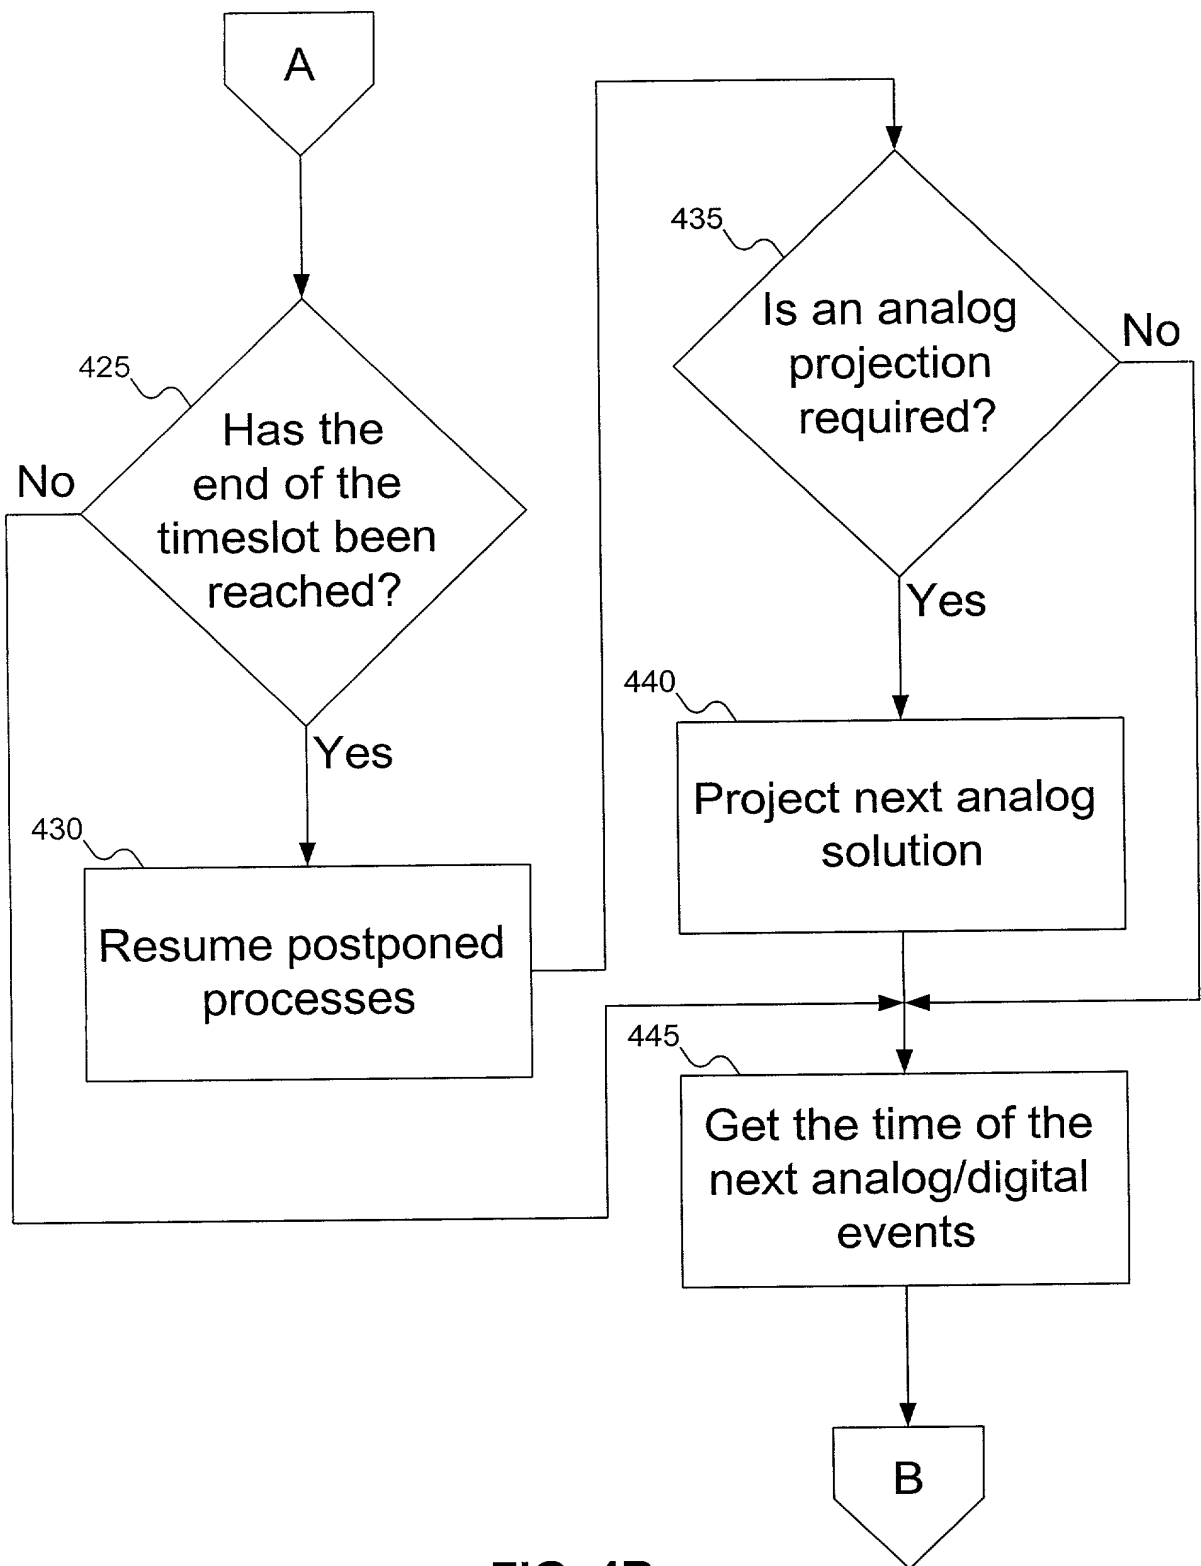 A
425
Has the
end of the
timeslot been
reached?
No
Yes
430
Resume postponed
processes
435
Is an analog
projection
required?
No
Yes
440
Project next analog
solution
445
Get the time of the
next analog/digital
events
B